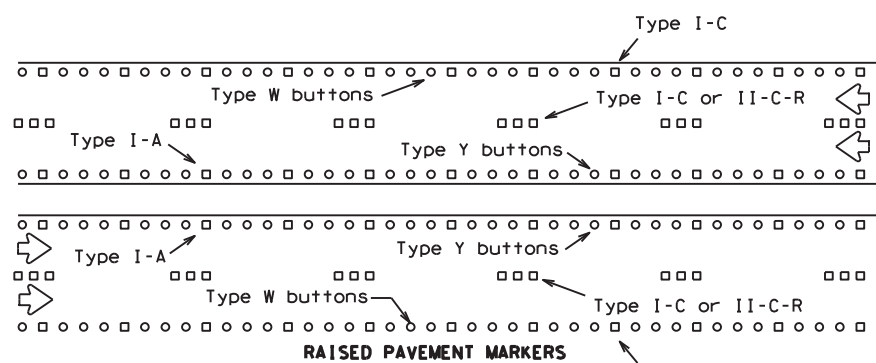 Type I-C
Type W buttons
Type I-C or II-C-R
Type I-A
Type Y buttons
Type I-A
Type Y buttons
Type W buttons
Type I-C or II-C-R
RAISED PAVEMENT MARKERS